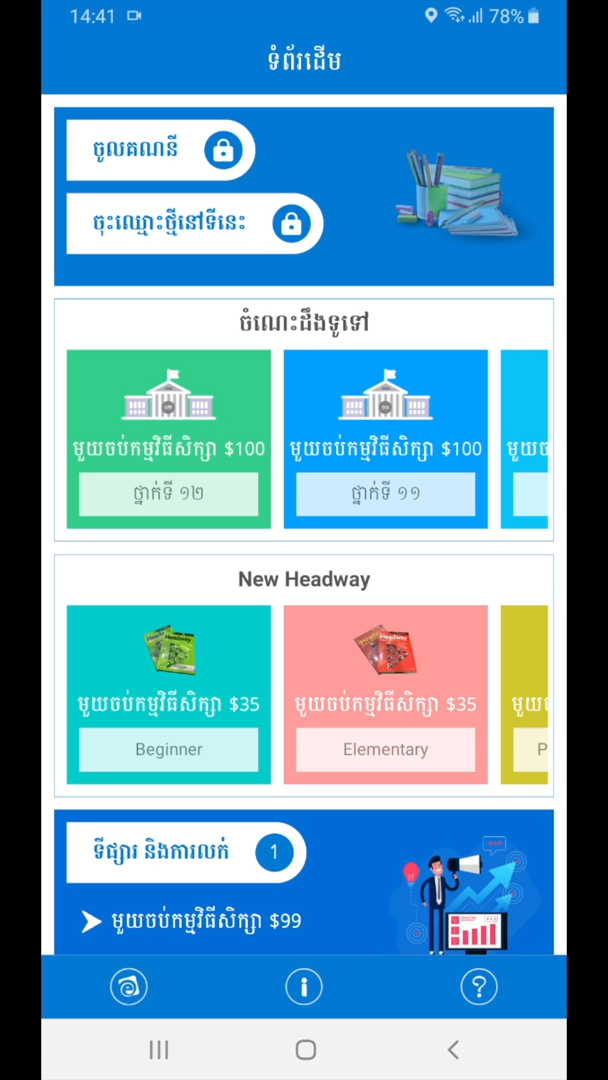 14:41
78%
ទំព័រដើម
ចូលគណនី
ចុះឈ្មោះថ្មីនៅទីនេះ
ចំណេះដឹងទូទៅ
មួយចប់កម្មវិធីសិក្សា $100
ថ្នាក់ទី ១២
មួយចប់កម្មវិធីសិក្សា $100
ថ្នាក់ទី ១១
មួយច
New Headway
មួយចប់កម្មវិធីសិក្សា $35
Beginner
មួយចប់កម្មវិធីសិក្សា $35
Elementary
មួយច
P
ទីផ្សារ និងការលក់
1
មួយចប់កម្មវិធីសិក្សា $99